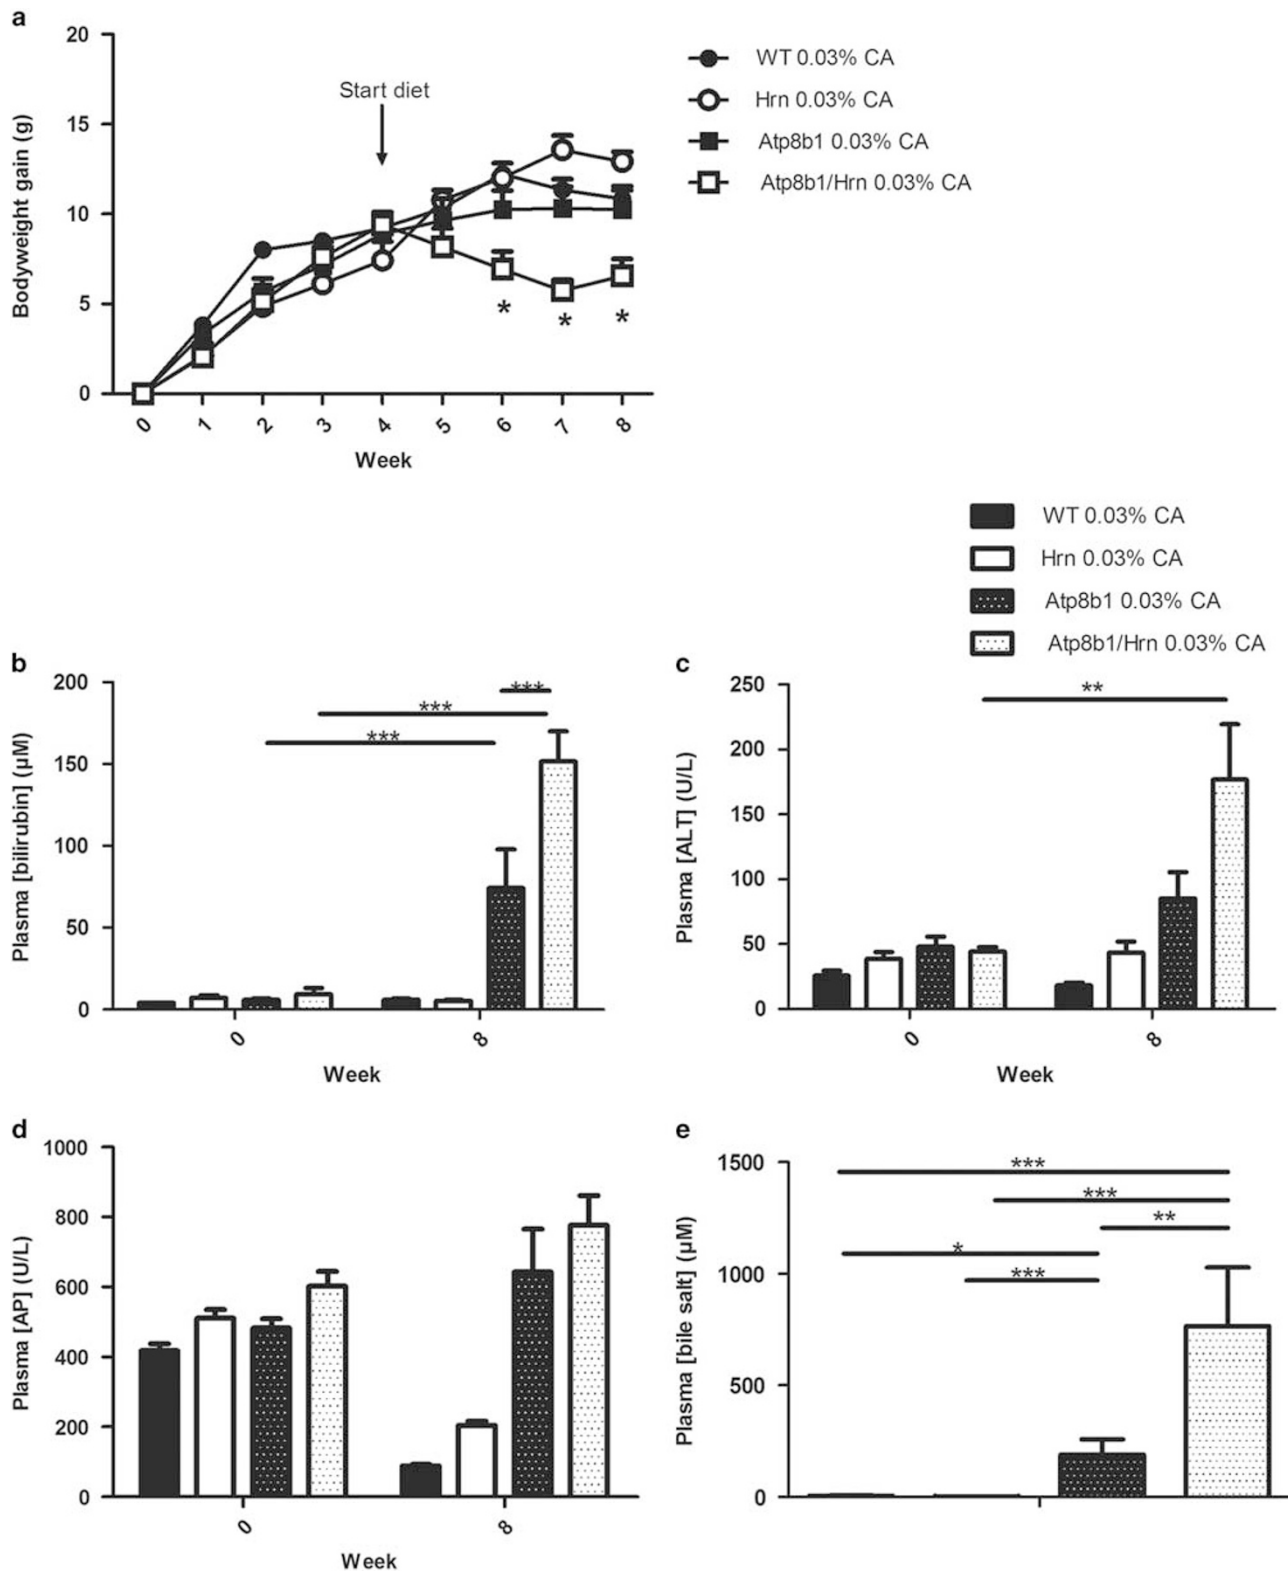 a
20
15
10
5
0
Bodyweight gain (g)
Start diet
0 1 2 3 4 5 6 7 8
Week
* * *
WT 0.03% CA
Hrn 0.03% CA
Atp8b1 0.03% CA
Atp8b1/Hrn 0.03% CA
WT 0.03% CA
Hrn 0.03% CA
Atp8b1 0.03% CA
Atp8b1/Hrn 0.03% CA
b
200
150
100
50
0
Plasma [bilirubin] (µM)
***
***
***
0 8
Week
c
250
200
150
100
50
0
Plasma [ALT] (U/L)
**
0 8
Week
d
1000
800
600
400
200
0
Plasma [AP] (U/L)
0 8
Week
e
1500
1000
500
0
Plasma [bile salt] (µM)
***
***
**
*
***